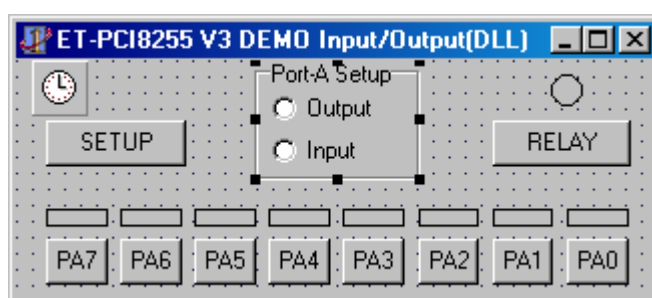 ET-PCI8255 V3 DEMO Input/Output(DLL)
Port-A Setup
Output
SETUP
Input
RELAY
PA7 PA6 PA5 PA4 PA3 PA2 PA1 PA0